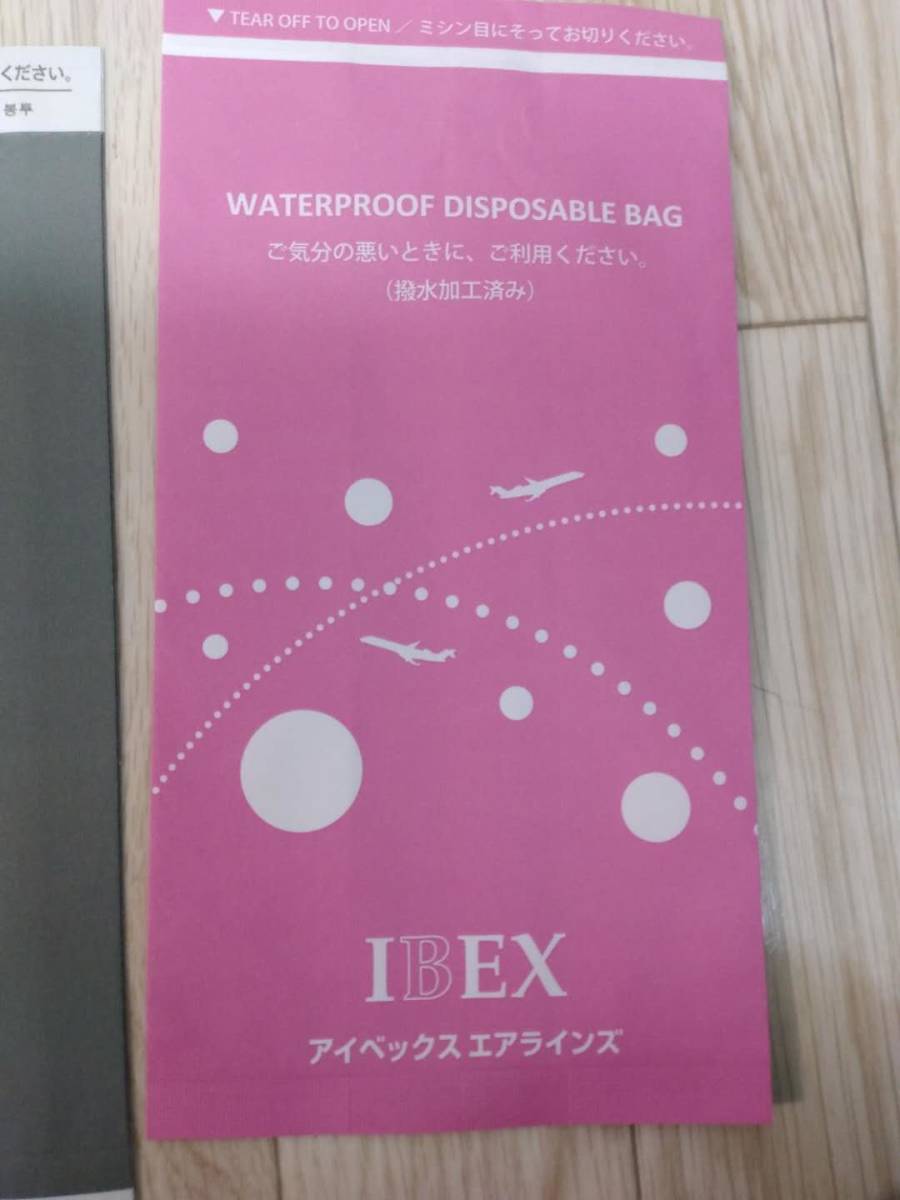 ▼ TEAR OFF TO OPEN / ミシン目にそってお切りください。
ください。
봉투
WATERPROOF DISPOSABLE BAG
ご気分の悪いときに、ご利用ください。
（撥水加工済み）
IBEX
アイベックス エアラインズ